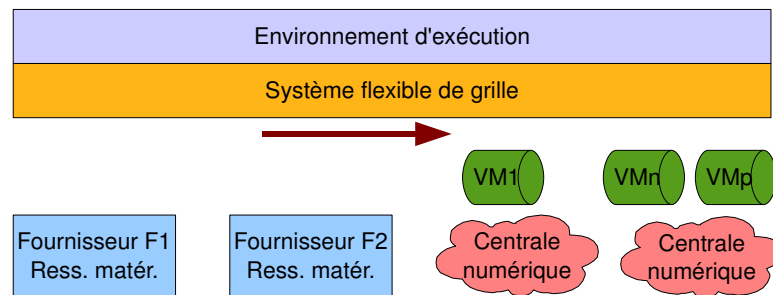 Environnement d'exécution
Système flexible de grille
VM1
VMn
VMp
Fournisseur F1
Ress. matér.
Fournisseur F2
Ress. matér.
Centrale
numérique
Centrale
numérique